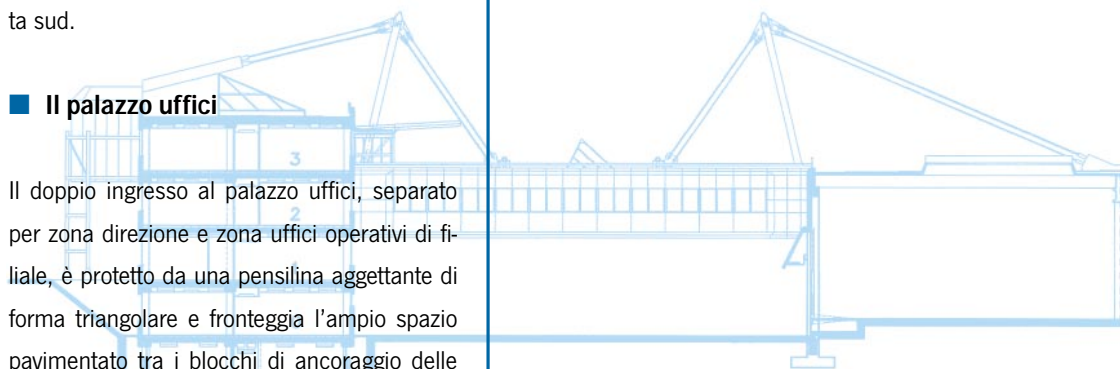 ta sud.
Il palazzo uffici
3
Il doppio ingresso al palazzo uffici, separato
2
per zona direzione e zona uffici operativi di fi-
liale, è protetto da una pensilina aggettante di
forma triangolare e fronteggia l'ampio spazio
pavimentato tra i blocchi di ancoraggio delle